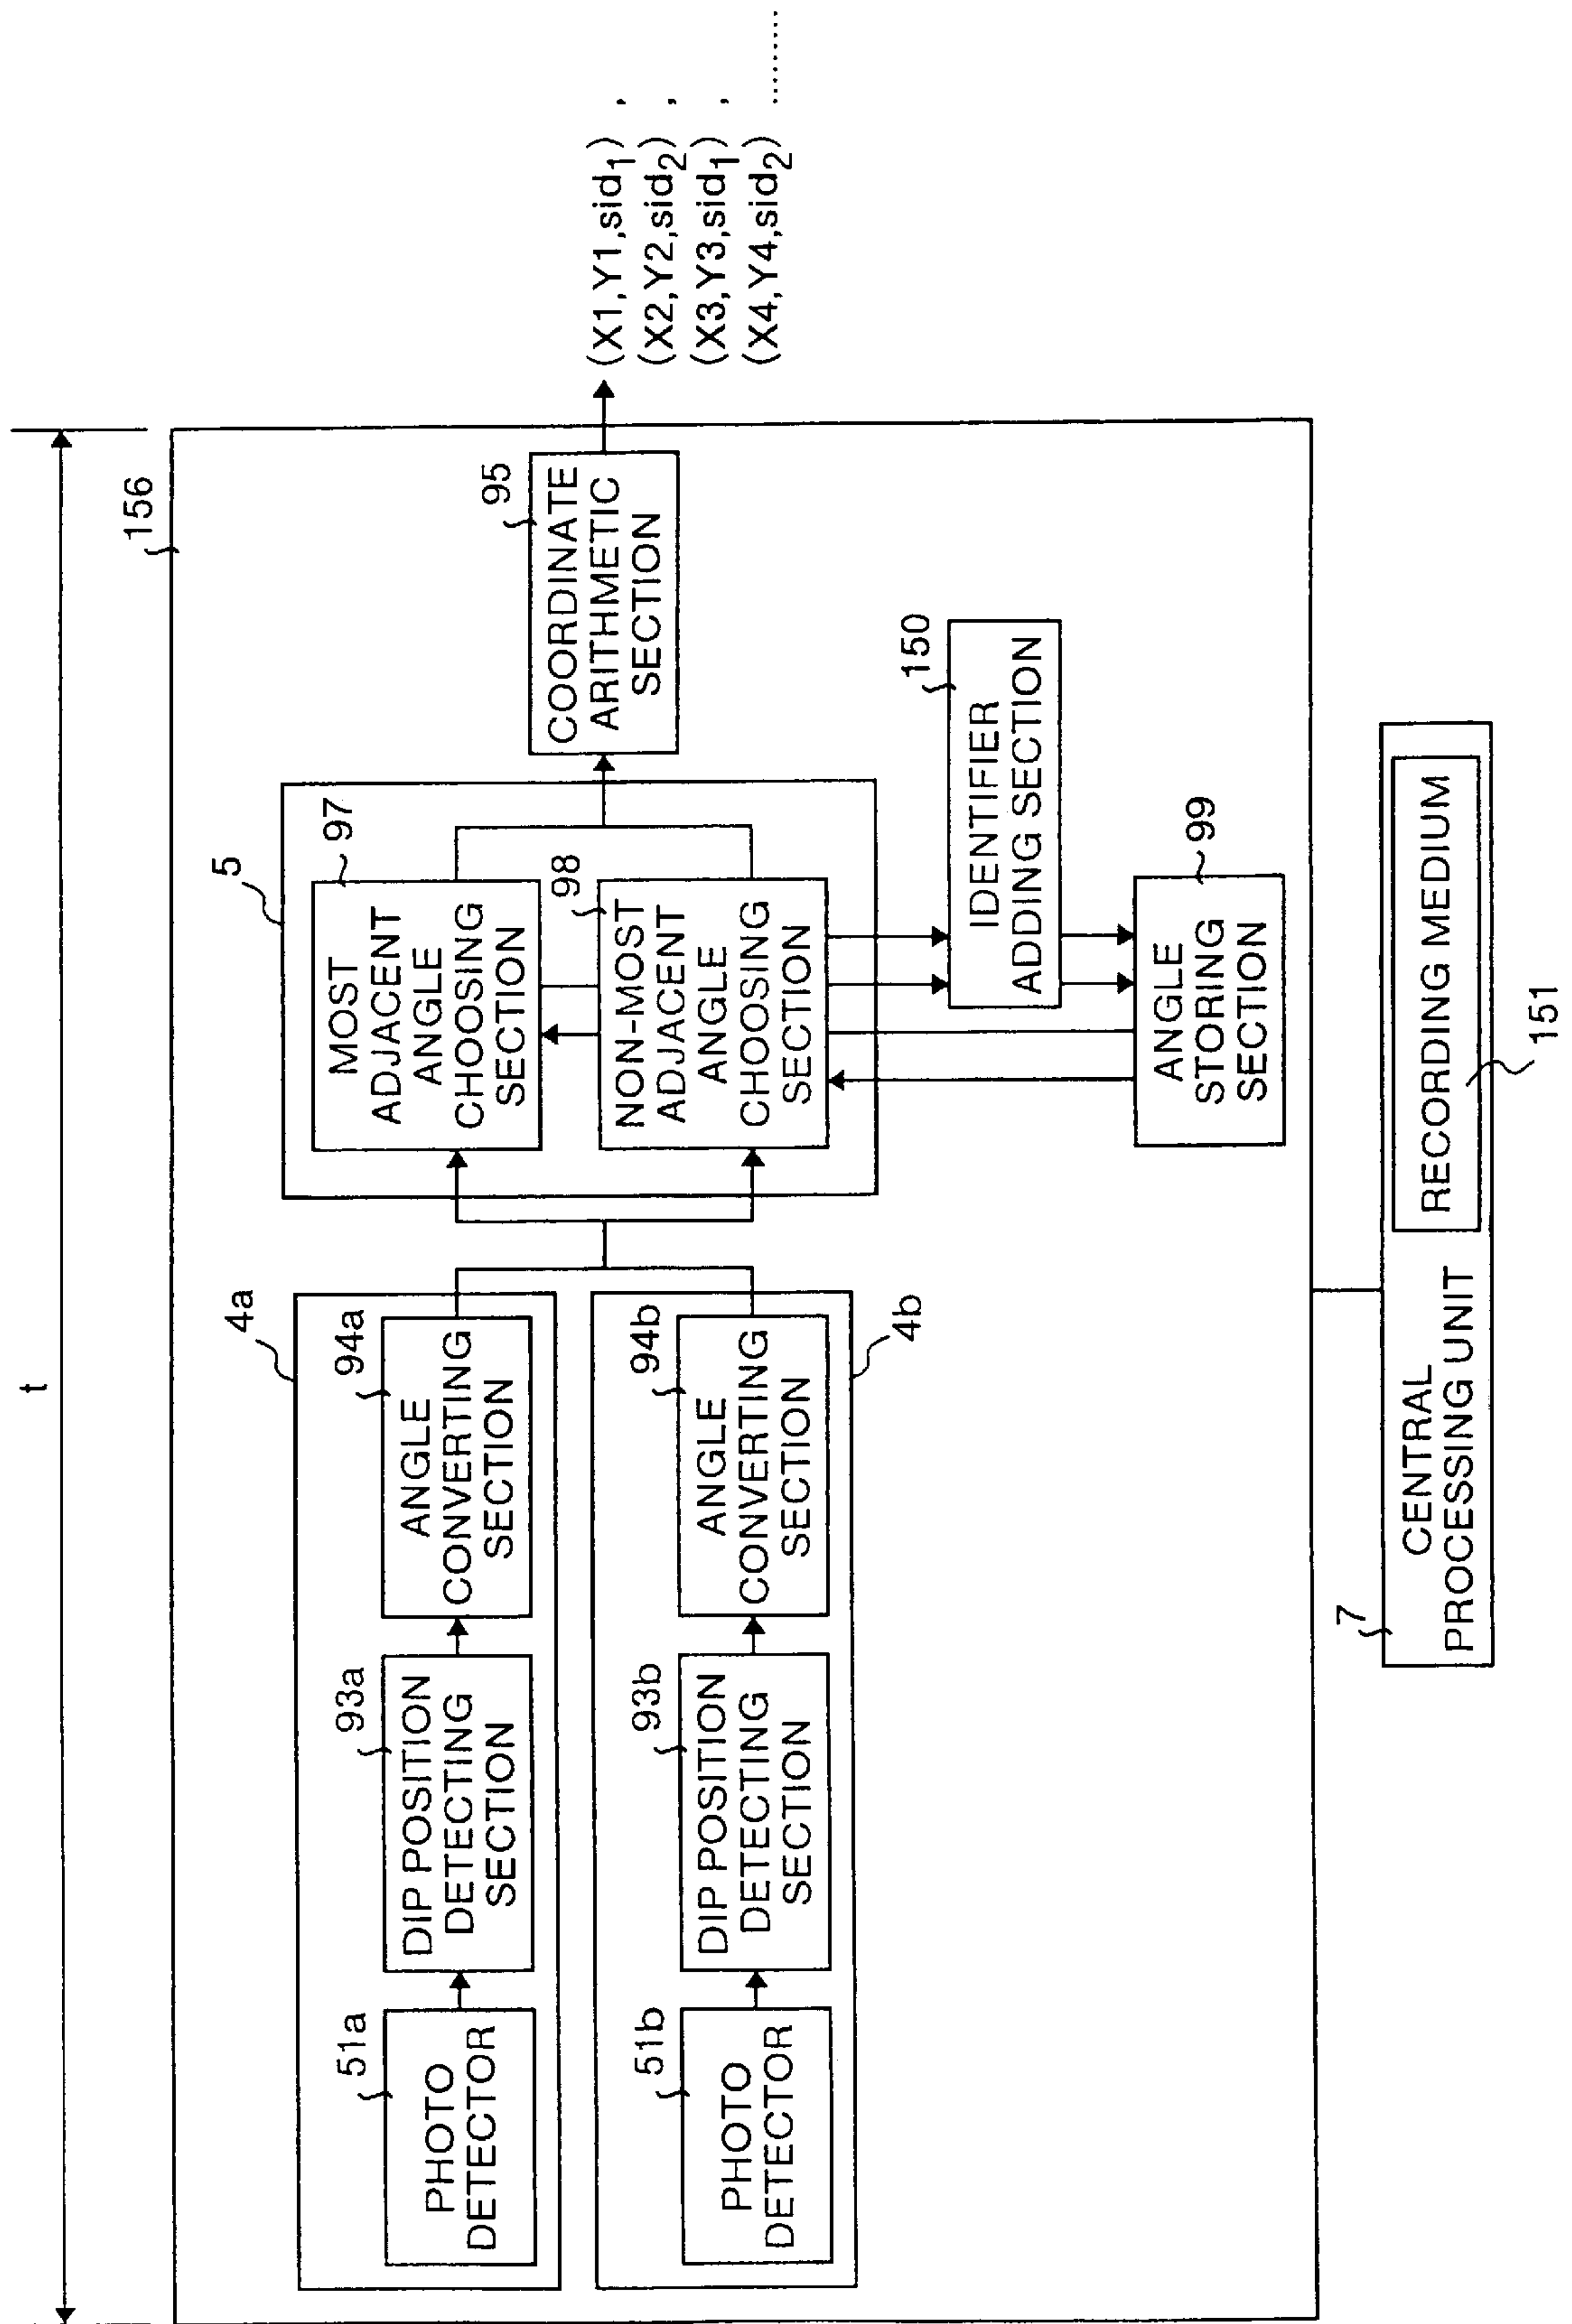 t
156
4a
51a
PHOTO
DETECTOR
93a
DIP POSITION
DETECTING
SECTION
94a
ANGLE
CONVERTING
SECTION
51b
PHOTO
DETECTOR
93b
DIP POSITION
DETECTING
SECTION
94b
ANGLE
CONVERTING
SECTION
4b
5
97
MOST
ADJACENT
ANGLE
CHOOSING
SECTION
98
NON-MOST
ADJACENT
ANGLE
CHOOSING
SECTION
95
COORDINATE
ARITHMETIC
SECTION
150
IDENTIFIER
ADDING SECTION
99
ANGLE
STORING
SECTION
(X1,Y1,sid1) ,
(X2,Y2,sid2) ,
(X3,Y3,sid1) ,
(X4,Y4,sid2) ........
7
CENTRAL
PROCESSING UNIT
RECORDING MEDIUM
151